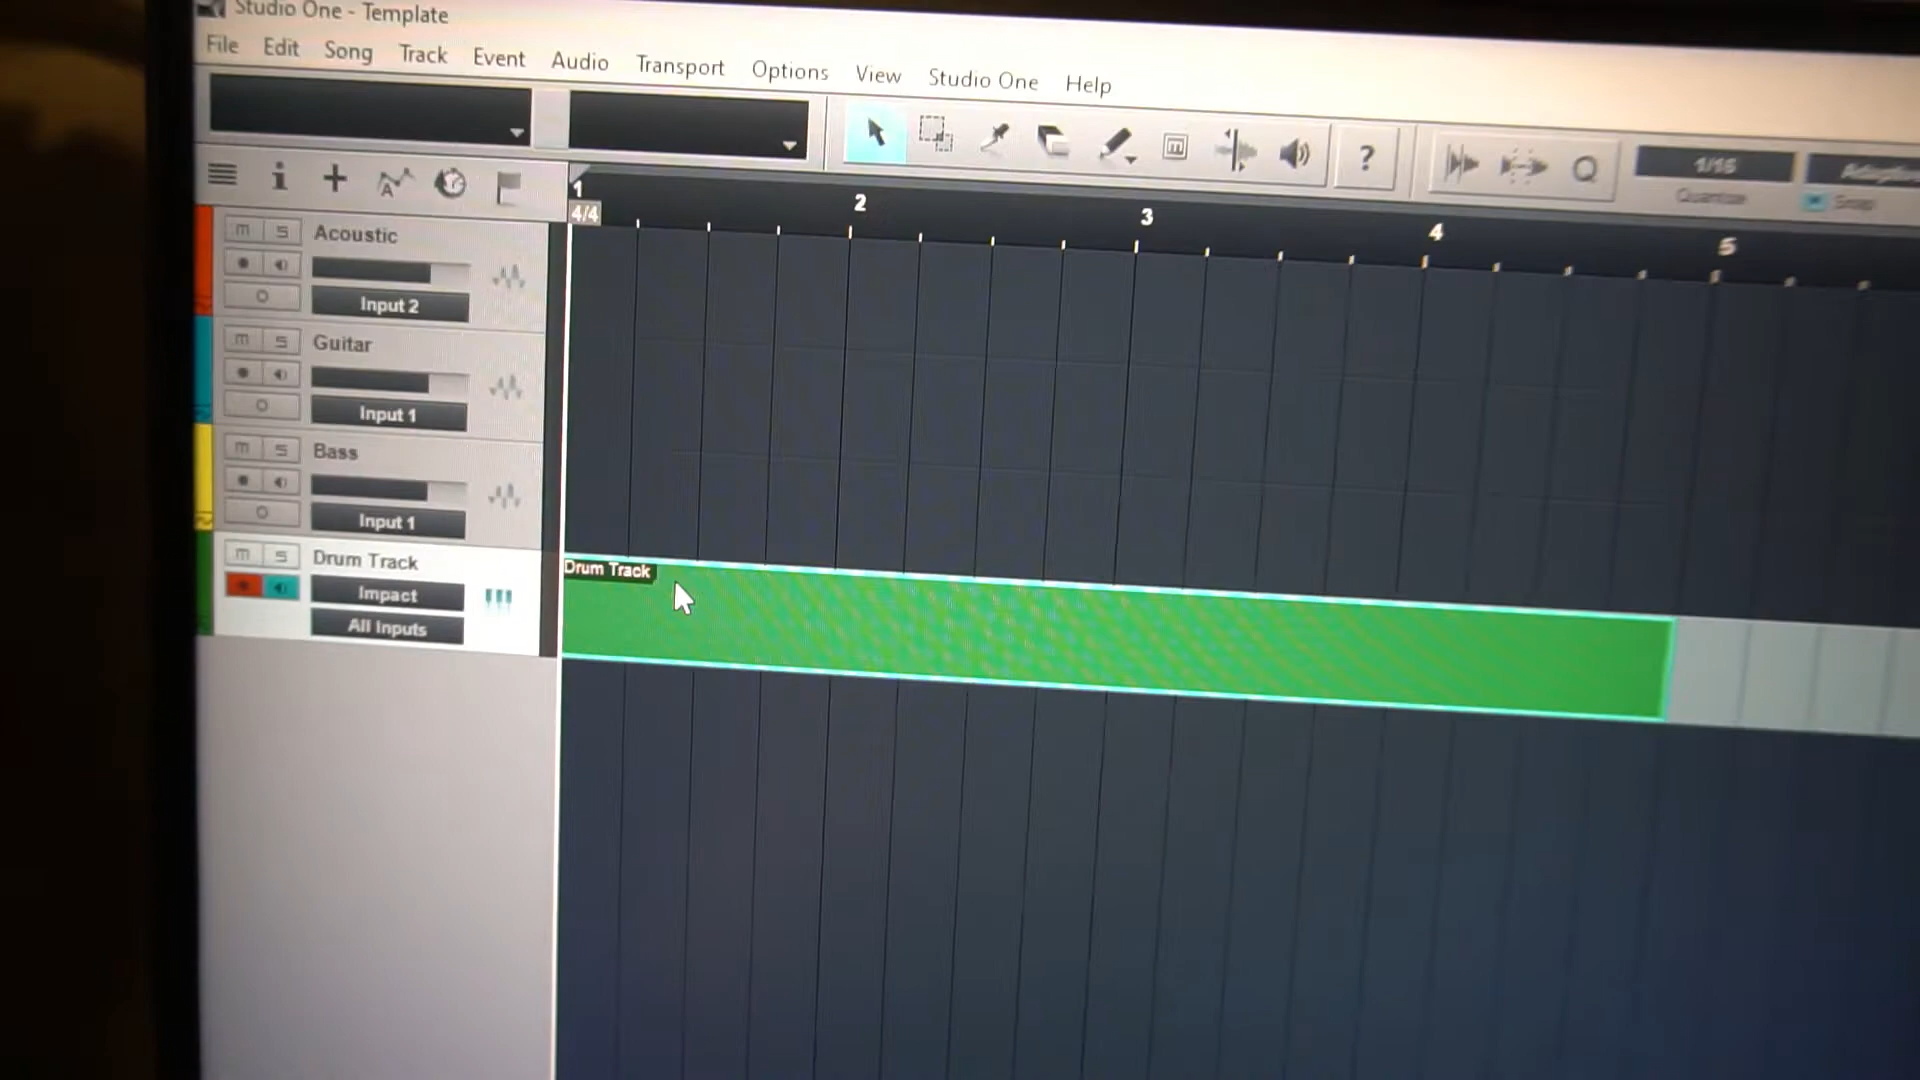 Studio One - Template
File Edit Song Track Event Audio Transport Options View Studio One Help
?
Q
1/16
Quantize
Snap
1 2 3 4 5
4/4
M S Acoustic
Input 2
M S Guitar
Input 1
M S Bass
Input 1
M S Drum Track
Impact
All Inputs
Drum Track